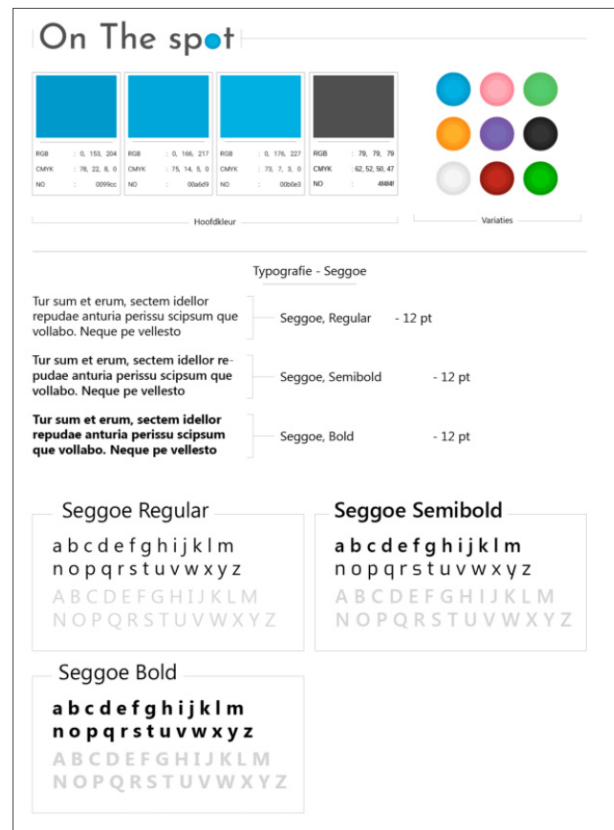 On The spot
RGB : 0, 153, 204
CMYK : 78, 22, 8, 0
NO : 0099cc
RGB : 0, 166, 217
CMYK : 75, 14, 5, 0
NO : 00a6d9
RGB : 0, 176, 227
CMYK : 73, 7, 3, 0
NO : 00b0e3
RGB : 79, 79, 79
CMYK : 62, 52, 50, 47
NO : 4f4f4f
Hoofdkleur
Variaties
Typografie - Seggoe
Tur sum et erum, sectem idellor
repudae anturia perissu scipsum que
vollabo. Neque pe vellesto
Seggoe, Regular - 12 pt
Tur sum et erum, sectem idellor re-
pudae anturia perissu scipsum que
vollabo. Neque pe vellesto
Seggoe, Semibold - 12 pt
Tur sum et erum, sectem idellor
repudae anturia perissu scipsum
que vollabo. Neque pe vellesto
Seggoe, Bold - 12 pt
Seggoe Regular
a b c d e f g h i j k l m
n o p q r s t u v w x y z
A B C D E F G H I J K L M
N O P Q R S T U V W X Y Z
Seggoe Semibold
a b c d e f g h i j k l m
n o p q r s t u v w x y z
A B C D E F G H I J K L M
N O P Q R S T U V W X Y Z
Seggoe Bold
a b c d e f g h i j k l m
n o p q r s t u v w x y z
A B C D E F G H I J K L M
N O P Q R S T U V W X Y Z